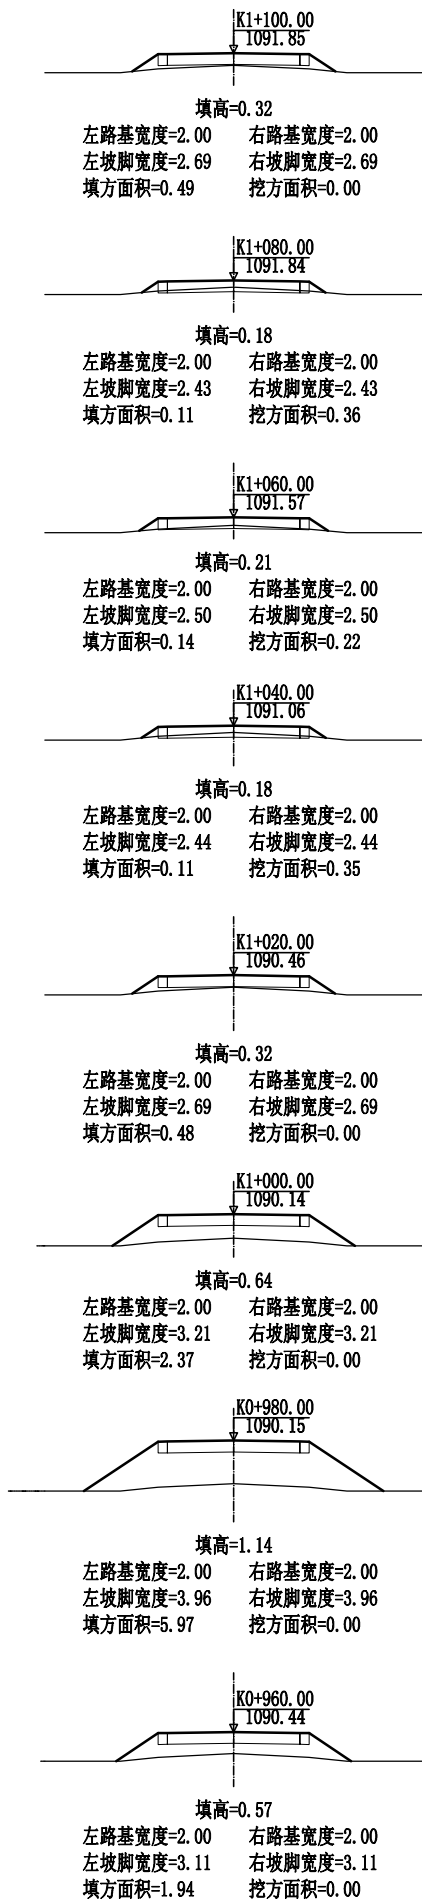 K1+100.00
1091.85
填高=0.32
左路基宽度=2.00 右路基宽度=2.00
左坡脚宽度=2.69 右坡脚宽度=2.69
填方面积=0.49 挖方面积=0.00
K1+080.00
1091.84
填高=0.18
左路基宽度=2.00 右路基宽度=2.00
左坡脚宽度=2.43 右坡脚宽度=2.43
填方面积=0.11 挖方面积=0.36
K1+060.00
1091.57
填高=0.21
左路基宽度=2.00 右路基宽度=2.00
左坡脚宽度=2.50 右坡脚宽度=2.50
填方面积=0.14 挖方面积=0.22
K1+040.00
1091.06
填高=0.18
左路基宽度=2.00 右路基宽度=2.00
左坡脚宽度=2.44 右坡脚宽度=2.44
填方面积=0.11 挖方面积=0.35
K1+020.00
1090.46
填高=0.32
左路基宽度=2.00 右路基宽度=2.00
左坡脚宽度=2.69 右坡脚宽度=2.69
填方面积=0.48 挖方面积=0.00
K1+000.00
1090.14
填高=0.64
左路基宽度=2.00 右路基宽度=2.00
左坡脚宽度=3.21 右坡脚宽度=3.21
填方面积=2.37 挖方面积=0.00
K0+980.00
1090.15
填高=1.14
左路基宽度=2.00 右路基宽度=2.00
左坡脚宽度=3.96 右坡脚宽度=3.96
填方面积=5.97 挖方面积=0.00
K0+960.00
1090.44
填高=0.57
左路基宽度=2.00 右路基宽度=2.00
左坡脚宽度=3.11 右坡脚宽度=3.11
填方面积=1.94 挖方面积=0.00